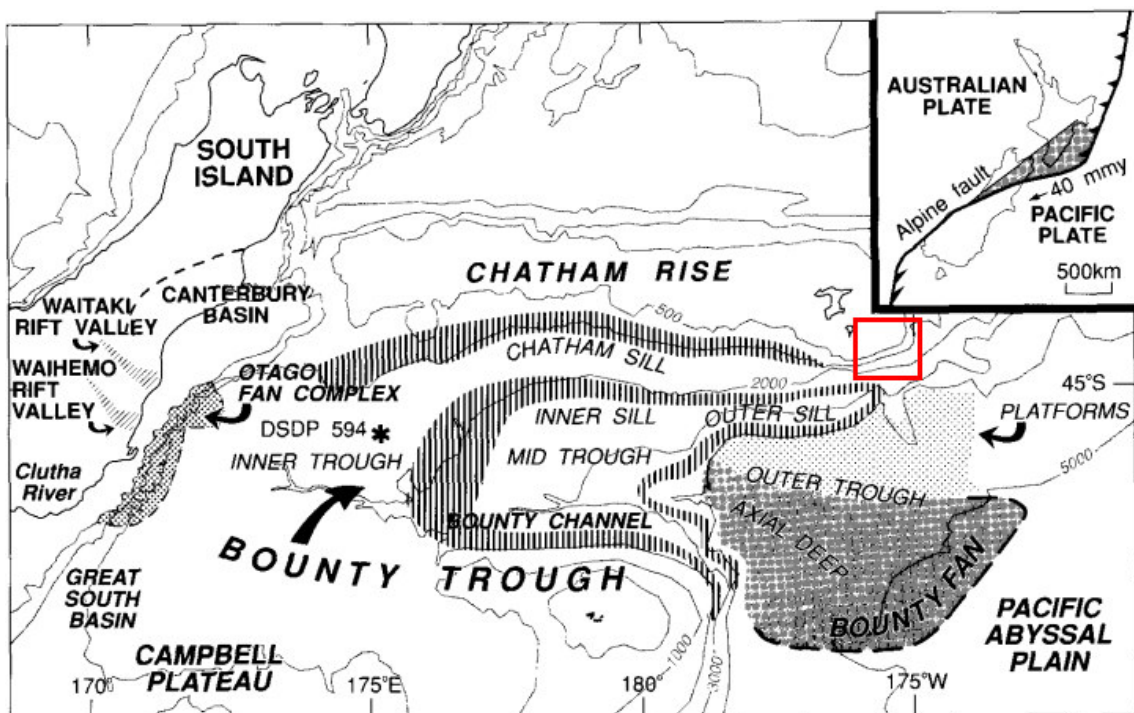 AUSTRALIAN
PLATE
Alpine fault
40 mmy
PACIFIC
PLATE
500km
SOUTH
ISLAND
CHATHAM RISE
CANTERBURY
BASIN
WAITAKI
RIFT VALLEY
WAIHEMO
RIFT
VALLEY
500
CHATHAM SILL
OTAGO
FAN COMPLEX
2000
45°S
INNER SILL
OUTER SILL
PLATFORMS
DSDP 594
INNER TROUGH
MID TROUGH
5000
Clutha
River
OUTER TROUGH
AXIAL DEEP
BOUNTY CHANNEL
BOUNTY TROUGH
BOUNTY FAN
GREAT
SOUTH
BASIN
PACIFIC
ABYSSAL
PLAIN
CAMPBELL
PLATEAU
1000
3000
170°
175°E
180°
175°W